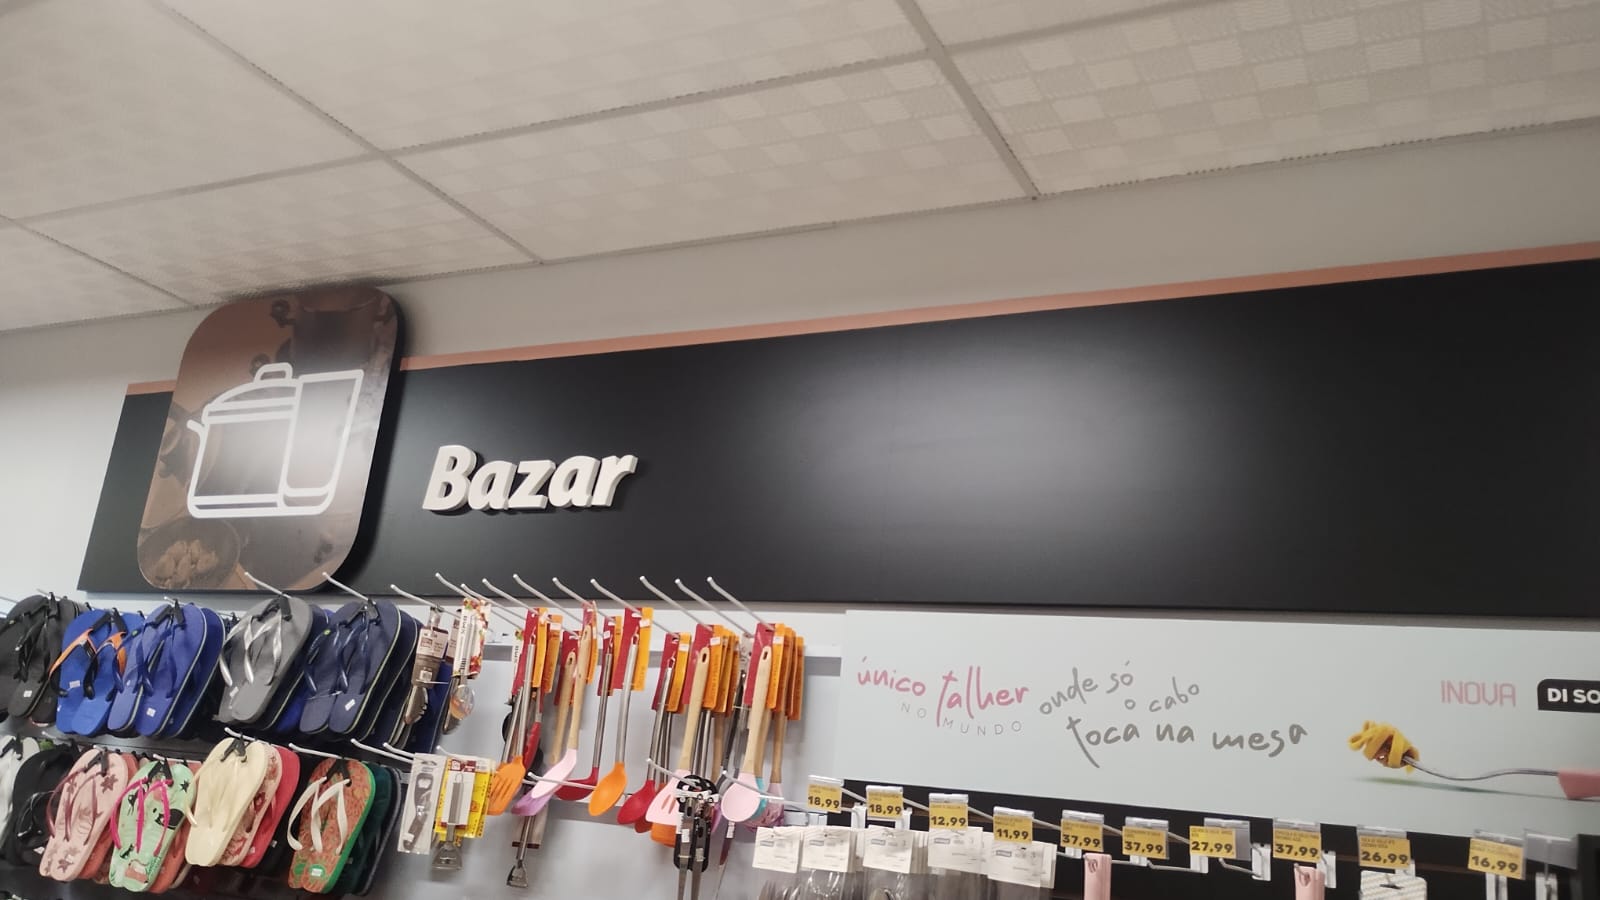 Bazar
único talher
NO MUNDO
onde só
o cabo
toca na mesa
INOVA
DI SO
18,99
18,99
12,99
11,99
37,99
37,99
27,99
37,99
26,99
16,99